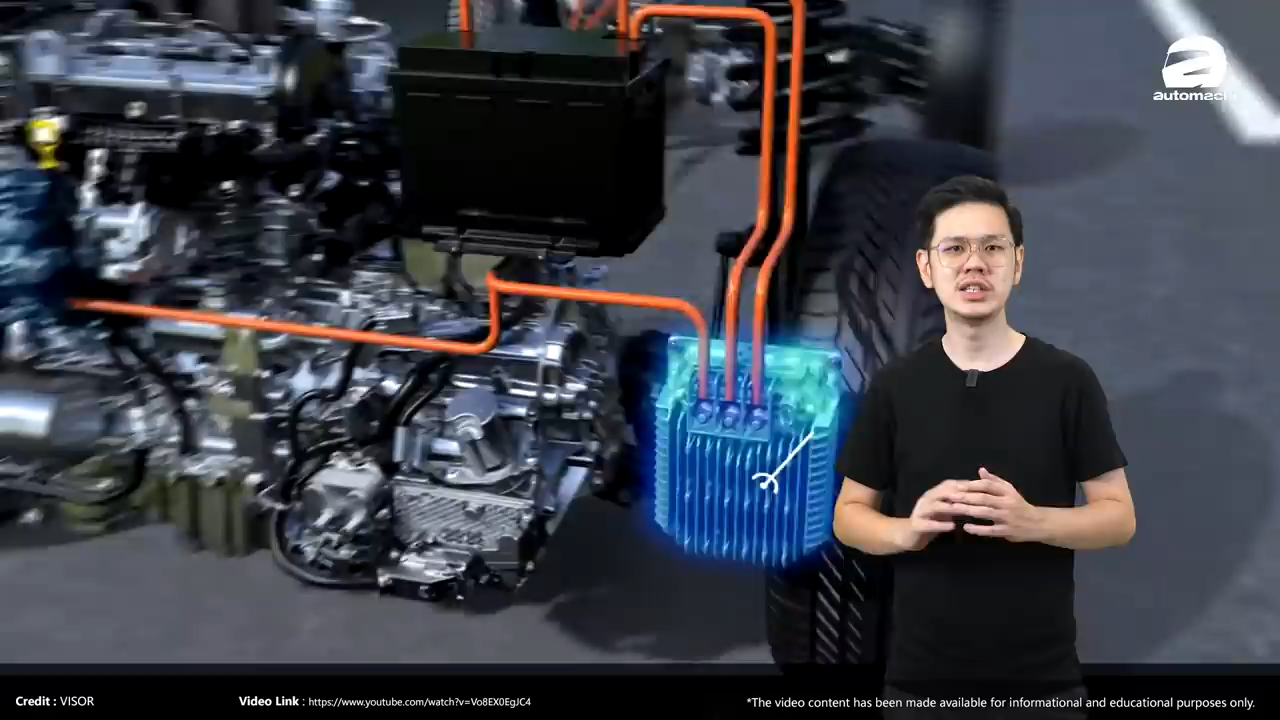 automachi
Credit : VISOR
Video Link : https://www.youtube.com/watch?v=Vo8EX0EgJC4
*The video content has been made available for informational and educational purposes only.